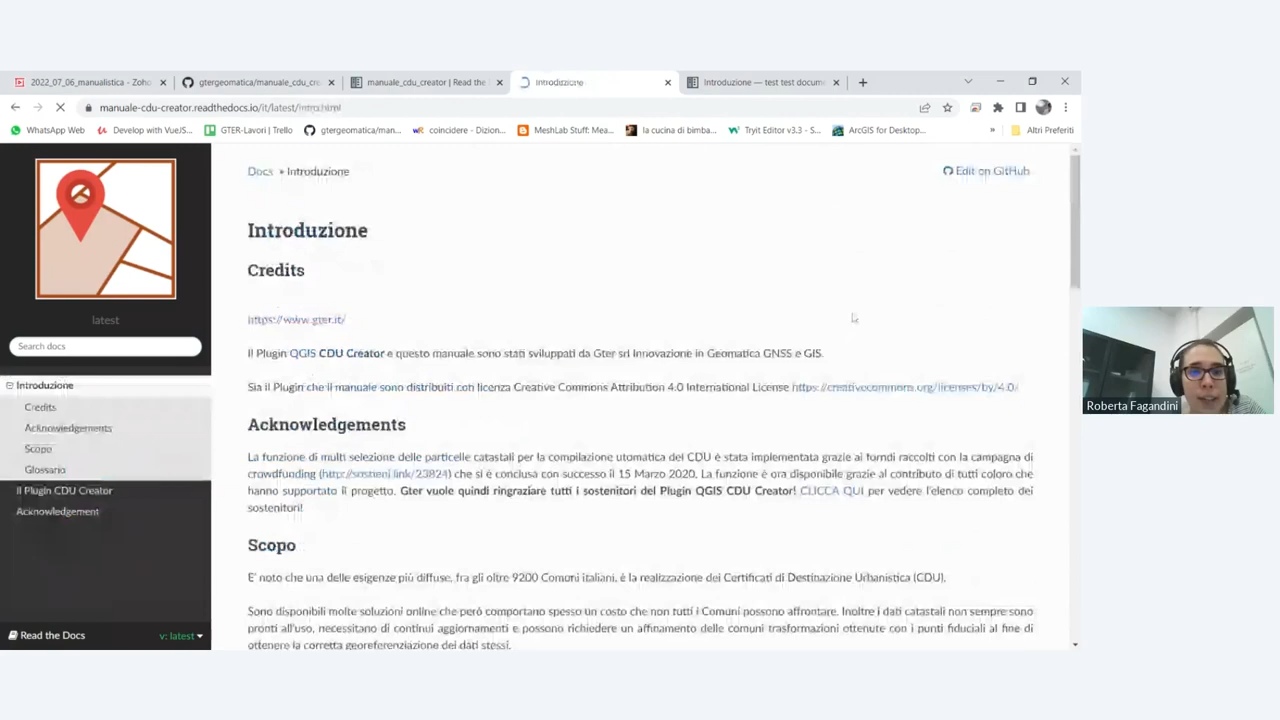 2022_07_06_manualistica - Zoho
gtergeomatica/manuale_cdu_cre
manuale_cdu_creator | Read the
Introduzione
Introduzione — test test docume
manuale-cdu-creator.readthedocs.io/it/latest/intro.html
WhatsApp Web
Develop with VueJS...
GTER-Lavori | Trello
gtergeomatica/man...
coincidere - Dizion...
MeshLab Stuff: Mea...
la cucina di bimba...
Tryit Editor v3.3 - S...
ArcGIS for Desktop...
»
Altri Preferiti
latest
Search docs
Introduzione
Credits
Acknowledgements
Scopo
Glossario
Il Plugin CDU Creator
Acknowledgement
Read the Docs
v: latest
Docs » Introduzione
Edit on GitHub
Introduzione
Credits
https://www.gter.it/
Il Plugin QGIS CDU Creator e questo manuale sono stati sviluppati da Gter srl Innovazione in Geomatica GNSS e GIS.
Sia il Plugin che il manuale sono distribuiti con licenza Creative Commons Attribution 4.0 International License https://creativecommons.org/licenses/by/4.0/
Acknowledgements
La funzione di multi selezione delle particelle catastali per la compilazione utomatica del CDU è stata implementata grazie ai forndi raccolti con la campagna di
crowdfunding (http://sostieni.link/23824) che si è conclusa con successo il 15 Marzo 2020. La funzione è ora disponibile grazie al contributo di tutti coloro che
hanno supportato il progetto. Gter vuole quindi ringraziare tutti i sostenitori del Plugin QGIS CDU Creator! CLICCA QUI per vedere l'elenco completo dei
sostenitori!
Scopo
E' noto che una delle esigenze più diffuse, fra gli oltre 9200 Comuni italiani, è la realizzazione dei Certificati di Destinazione Urbanistica (CDU).
Sono disponibili molte soluzioni online che però comportano spesso un costo che non tutti i Comuni possono affrontare. Inoltre i dati catastali non sempre sono
pronti all'uso, necessitano di continui aggiornamenti e possono richiedere un affinamento delle comuni trasformazioni ottenute con i punti fiduciali al fine di
ottenere la corretta georeferenziazione dei dati stessi.
Roberta Fagandini